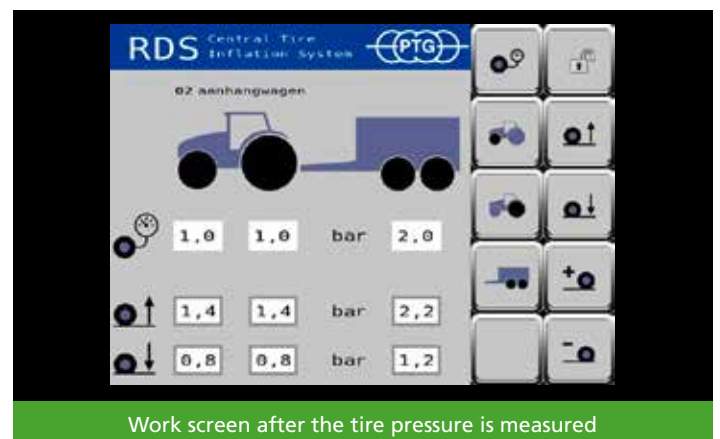 RDS Central Tire Inflation System PTG
02 aanhangwagen
1,0 1,0 bar 2,0
1,4 1,4 bar 2,2
0,8 0,8 bar 1,2
+
-
Work screen after the tire pressure is measured